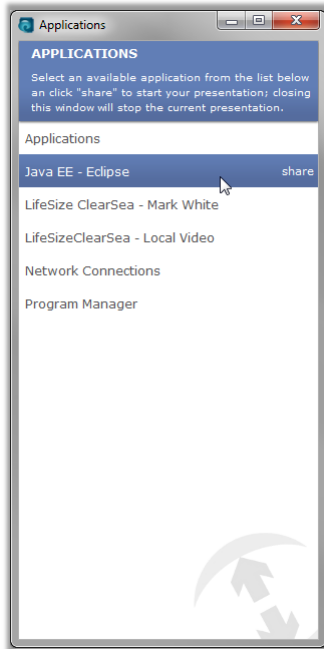 Applications
APPLICATIONS
Select an available application from the list below
an click "share" to start your presentation; closing
this window will stop the current presentation.
Applications
Java EE - Eclipse share
LifeSize ClearSea - Mark White
LifeSizeClearSea - Local Video
Network Connections
Program Manager